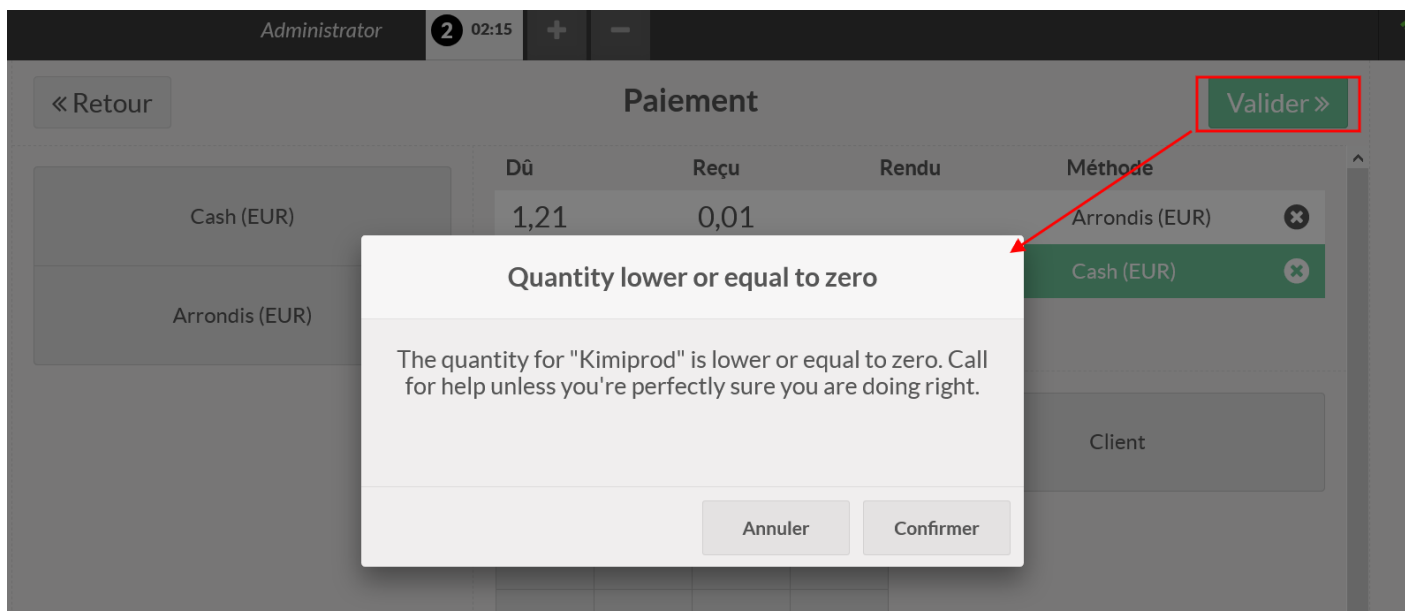 Administrator 2 02:15 + −
« Retour Paiement Valider »
Dû Reçu Rendu Méthode
Cash (EUR)
1,21 0,01 Arrondis (EUR)
Cash (EUR)
Arrondis (EUR)
Quantity lower or equal to zero
The quantity for "Kimiprod" is lower or equal to zero. Call
for help unless you're perfectly sure you are doing right.
Client
Annuler Confirmer